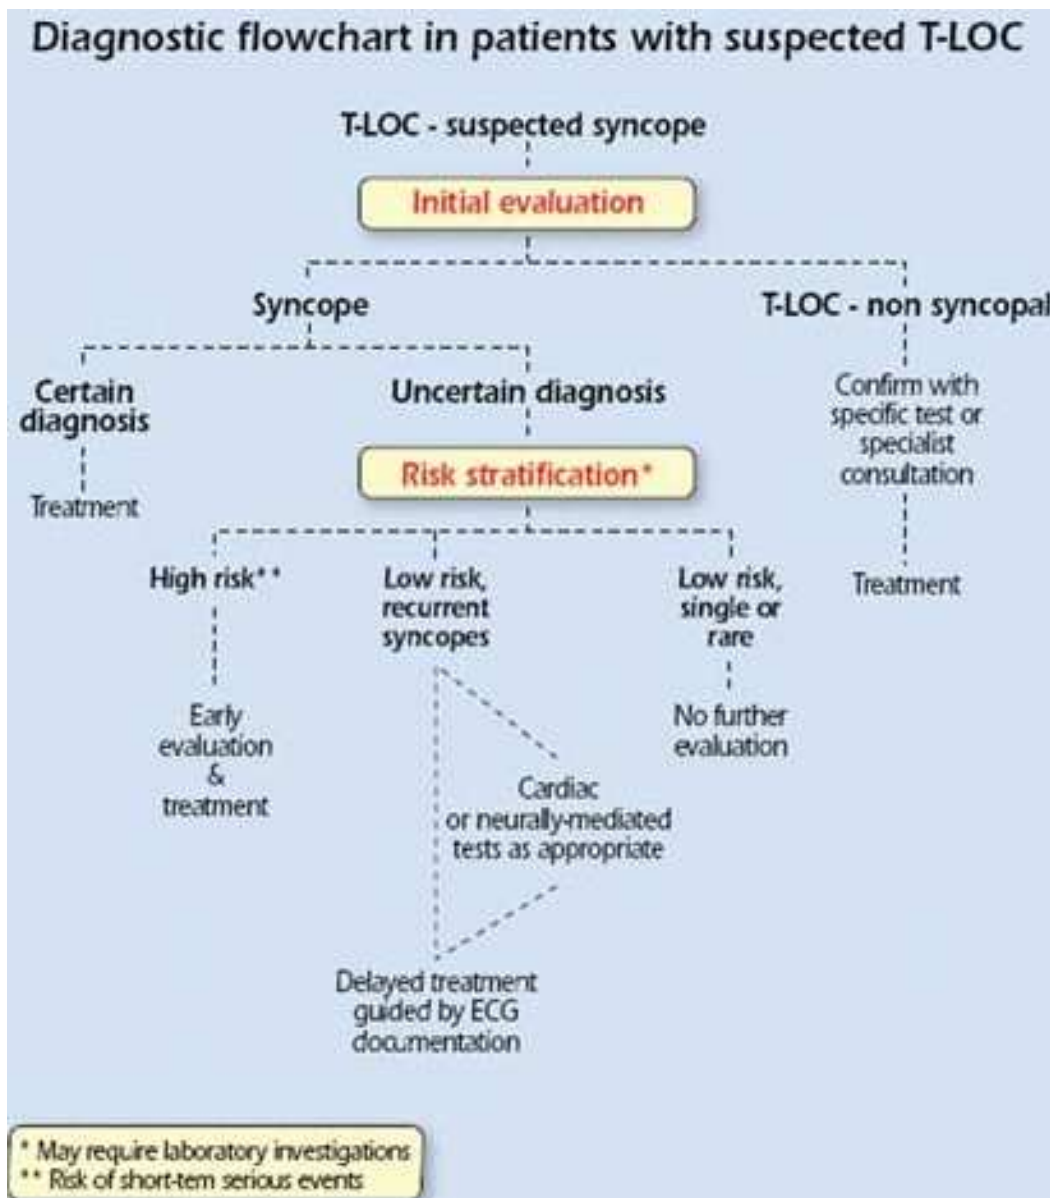 Diagnostic flowchart in patients with suspected T-LOC
T-LOC - suspected syncope
Initial evaluation
Syncope
T-LOC - non syncopal
Certain
diagnosis
Uncertain diagnosis
Confirm with
specific test or
specialist
consultation
Treatment
Risk stratification*
High risk**
Low risk,
recurrent
syncopes
Low risk,
single or
rare
Treatment
Early
evaluation
&
treatment
No further
evaluation
Cardiac
or neurally-mediated
tests as appropriate
Delayed treatment
guided by ECG
documentation
* May require laboratory investigations
** Risk of short-tem serious events